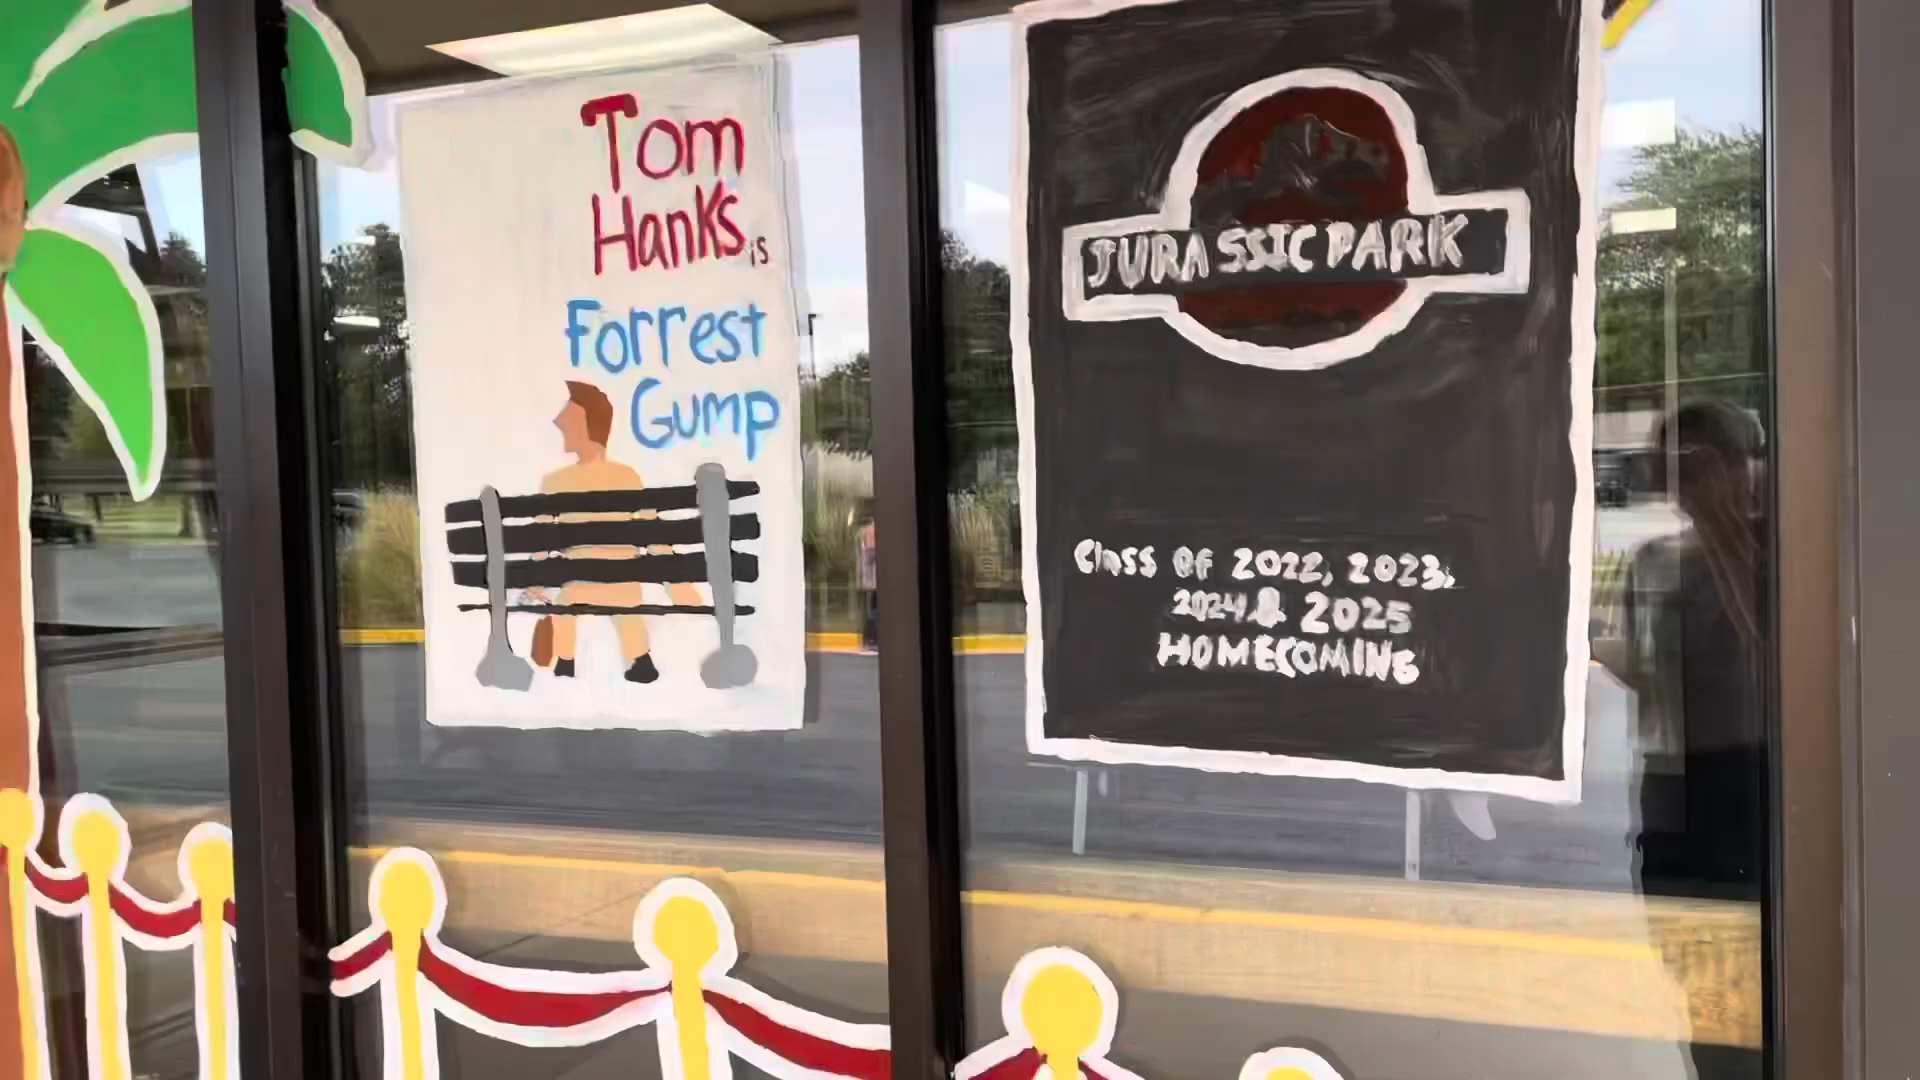 Tom
Hanks is
Forrest
Gump
JURASSIC PARK
Class OF 2022, 2023,
2024 & 2025
HOMECOMING